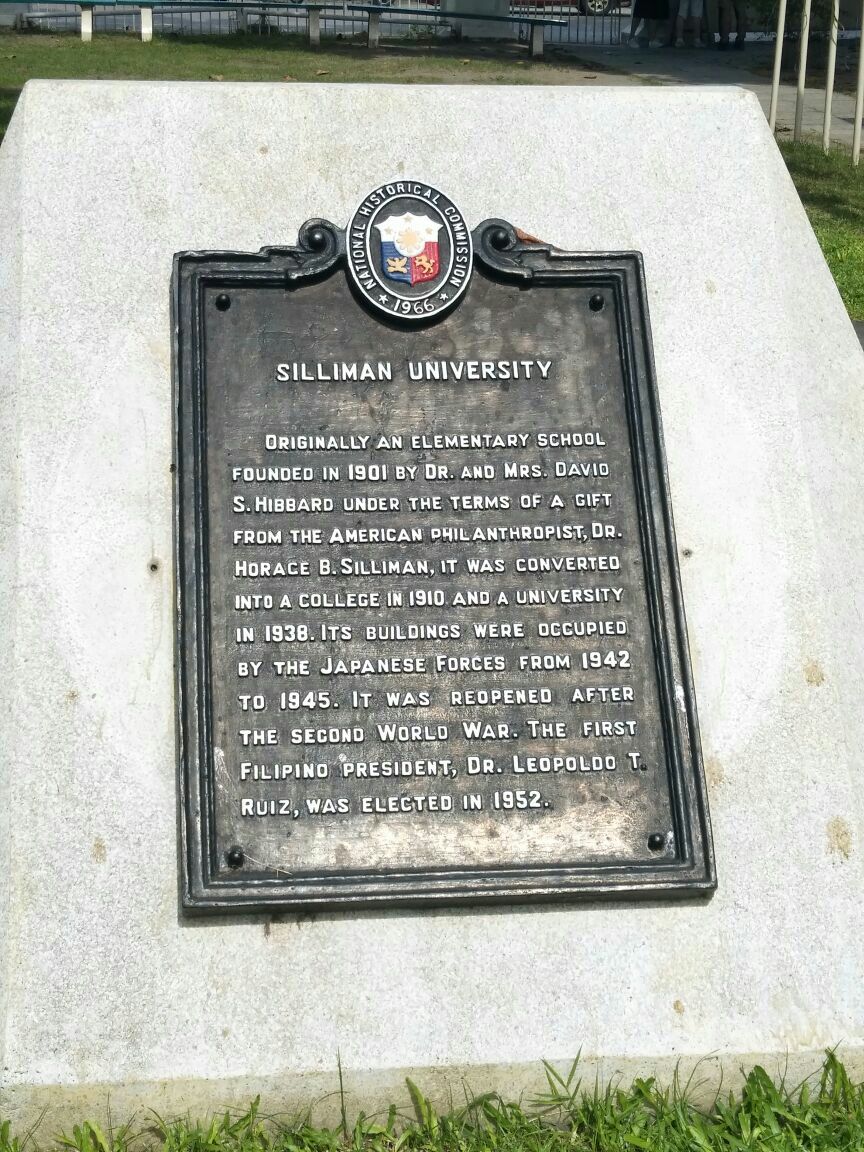 NATIONAL HISTORICAL COMMISSION
1966
SILLIMAN UNIVERSITY
ORIGINALLY AN ELEMENTARY SCHOOL
FOUNDED IN 1901 BY DR. AND MRS. DAVID
S. HIBBARD UNDER THE TERMS OF A GIFT
FROM THE AMERICAN PHILANTHROPIST, DR.
HORACE B. SILLIMAN, IT WAS CONVERTED
INTO A COLLEGE IN 1910 AND A UNIVERSITY
IN 1938. ITS BUILDINGS WERE OCCUPIED
BY THE JAPANESE FORCES FROM 1942
TO 1945. IT WAS REOPENED AFTER
THE SECOND WORLD WAR. THE FIRST
FILIPINO PRESIDENT, DR. LEOPOLDO T.
RUIZ, WAS ELECTED IN 1952.